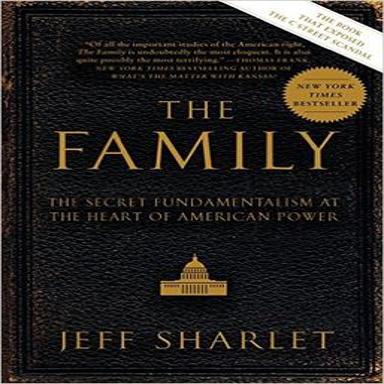 THE BOOK
THAT EXPOSED
THE C STREET SCANDAL
"Of all the important studies of the American right,
The Family is undoubtedly the most eloquent. It is also
quite possibly the most terrifying." —THOMAS FRANK,
NEW YORK TIMES BESTSELLING AUTHOR OF
WHAT'S THE MATTER WITH KANSAS?
NEW YORK
TIMES
BESTSELLER
THE
FAMILY
THE SECRET FUNDAMENTALISM AT
THE HEART OF AMERICAN POWER
JEFF SHARLET